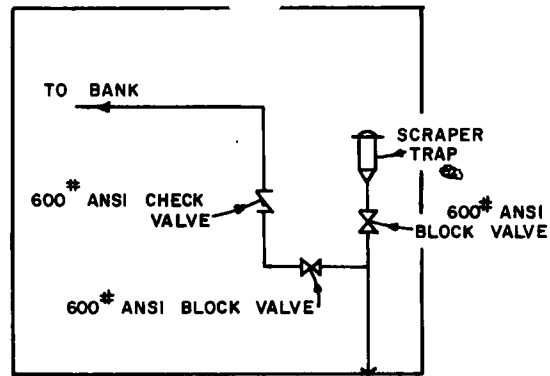 TO BANK
SCRAPER
TRAP
600# ANSI CHECK
VALVE
600# ANSI
BLOCK VALVE
600# ANSI BLOCK VALVE